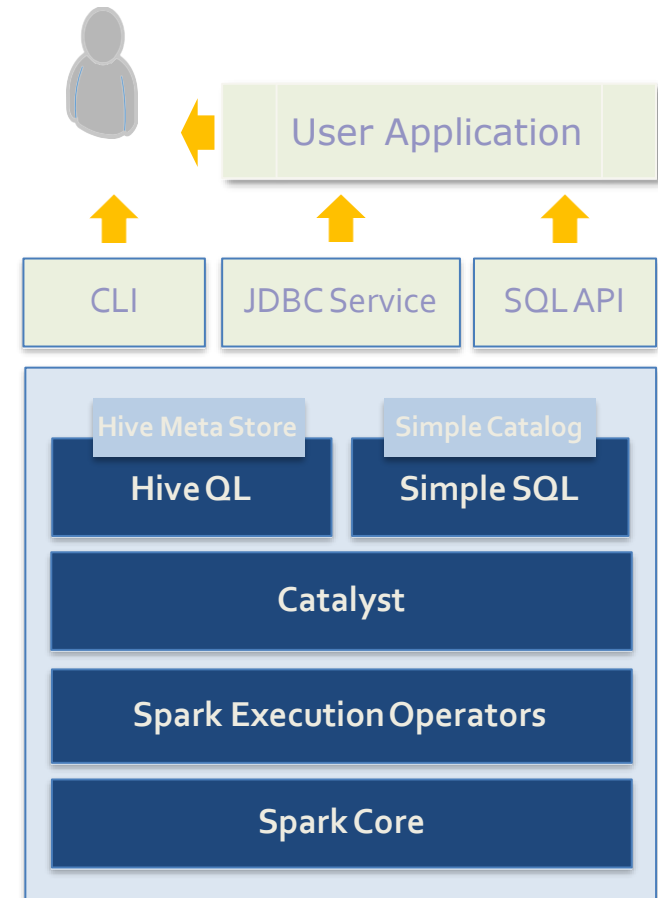 User Application
CLI
JDBC Service
SQL API
Hive Meta Store
Simple Catalog
Hive QL
Simple SQL
Catalyst
Spark Execution Operators
Spark Core